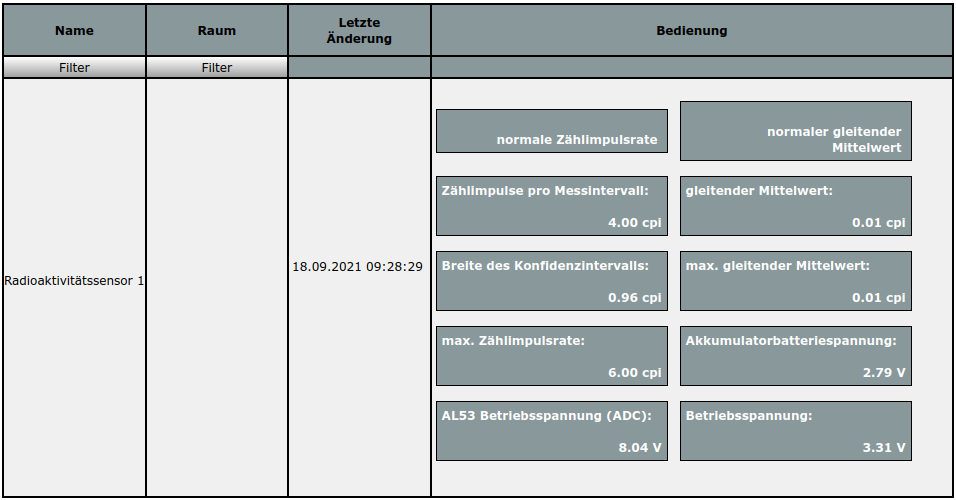 Name
Raum
Letzte
Änderung
Bedienung
Filter
Filter
Radioaktivitätssensor 1
18.09.2021 09:28:29
normale Zählimpulsrate
normaler gleitender
Mittelwert
Zählimpulse pro Messintervall:
4.00 cpi
gleitender Mittelwert:
0.01 cpi
Breite des Konfidenzintervalls:
0.96 cpi
max. gleitender Mittelwert:
0.01 cpi
max. Zählimpulsrate:
6.00 cpi
Akkumulatorbatteriespannung:
2.79 V
AL53 Betriebsspannung (ADC):
8.04 V
Betriebsspannung:
3.31 V